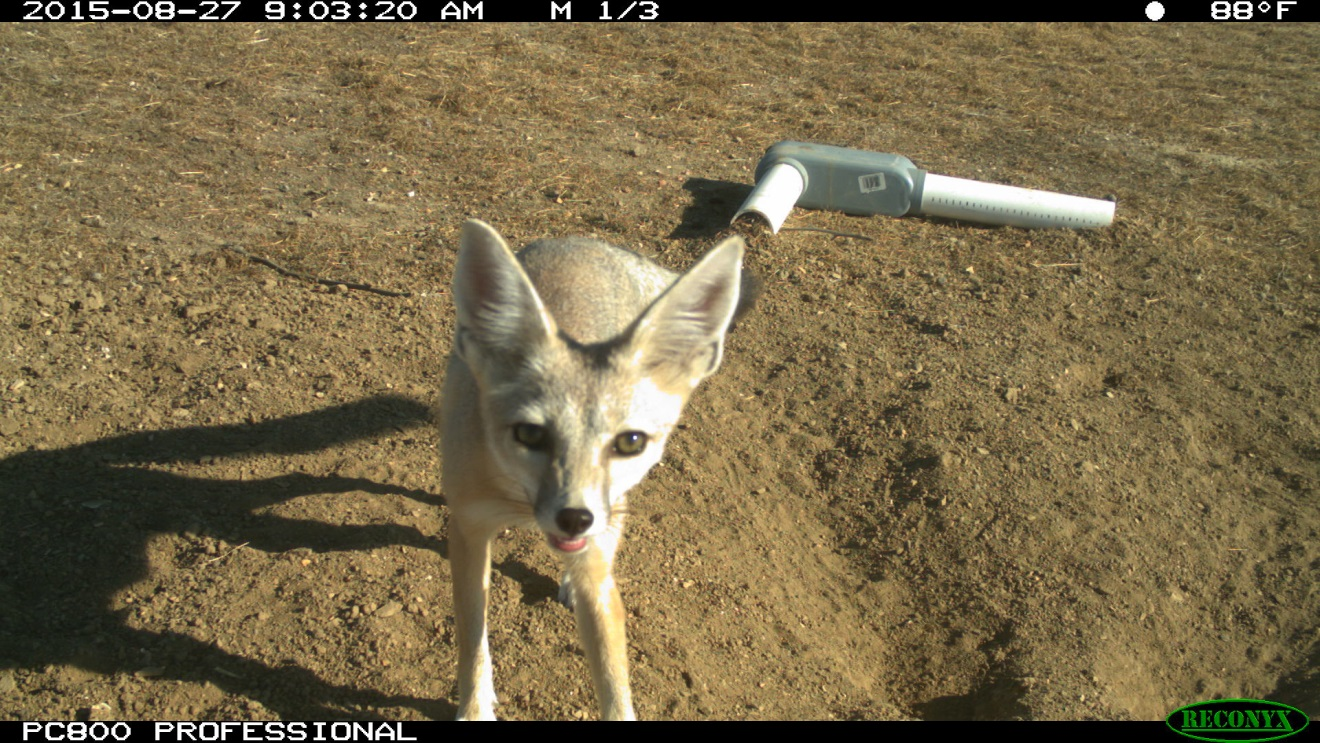 2015-08-27 9:03:20 AM M 1/3 88°F
PC800 PROFESSIONAL
RECONYX